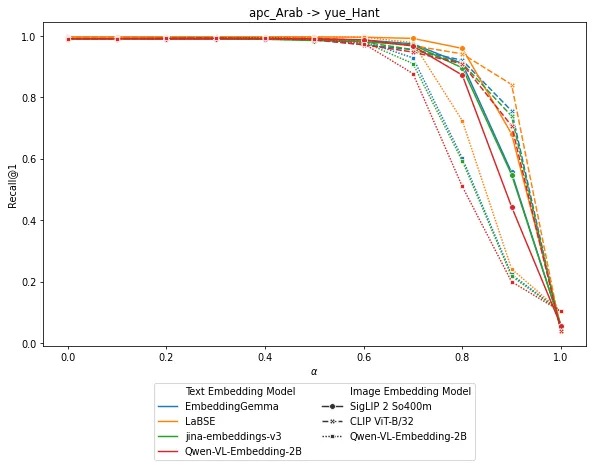 apc_Arab -> yue_Hant
Recall@1
1.0
0.8
0.6
0.4
0.2
0.0
0.0 0.2 0.4 0.6 0.8 1.0
α
Text Embedding Model
EmbeddingGemma
LaBSE
jina-embeddings-v3
Qwen-VL-Embedding-2B
Image Embedding Model
SigLIP 2 So400m
CLIP ViT-B/32
Qwen-VL-Embedding-2B